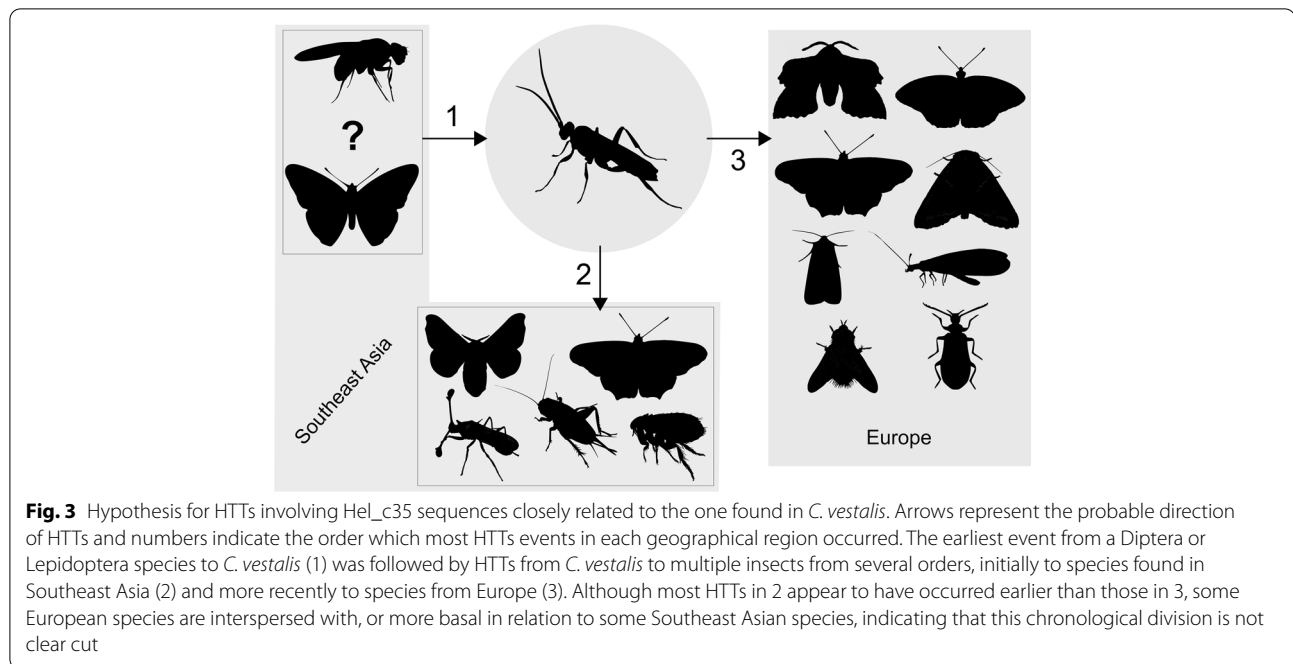 ?
1
3
2
Southeast Asia
Europe
Fig. 3 Hypothesis for HTTs involving Hel_c35 sequences closely related to the one found in C. vestalis. Arrows represent the probable direction
of HTTs and numbers indicate the order which most HTTs events in each geographical region occurred. The earliest event from a Diptera or
Lepidoptera species to C. vestalis (1) was followed by HTTs from C. vestalis to multiple insects from several orders, initially to species found in
Southeast Asia (2) and more recently to species from Europe (3). Although most HTTs in 2 appear to have occurred earlier than those in 3, some
European species are interspersed with, or more basal in relation to some Southeast Asian species, indicating that this chronological division is not
clear cut